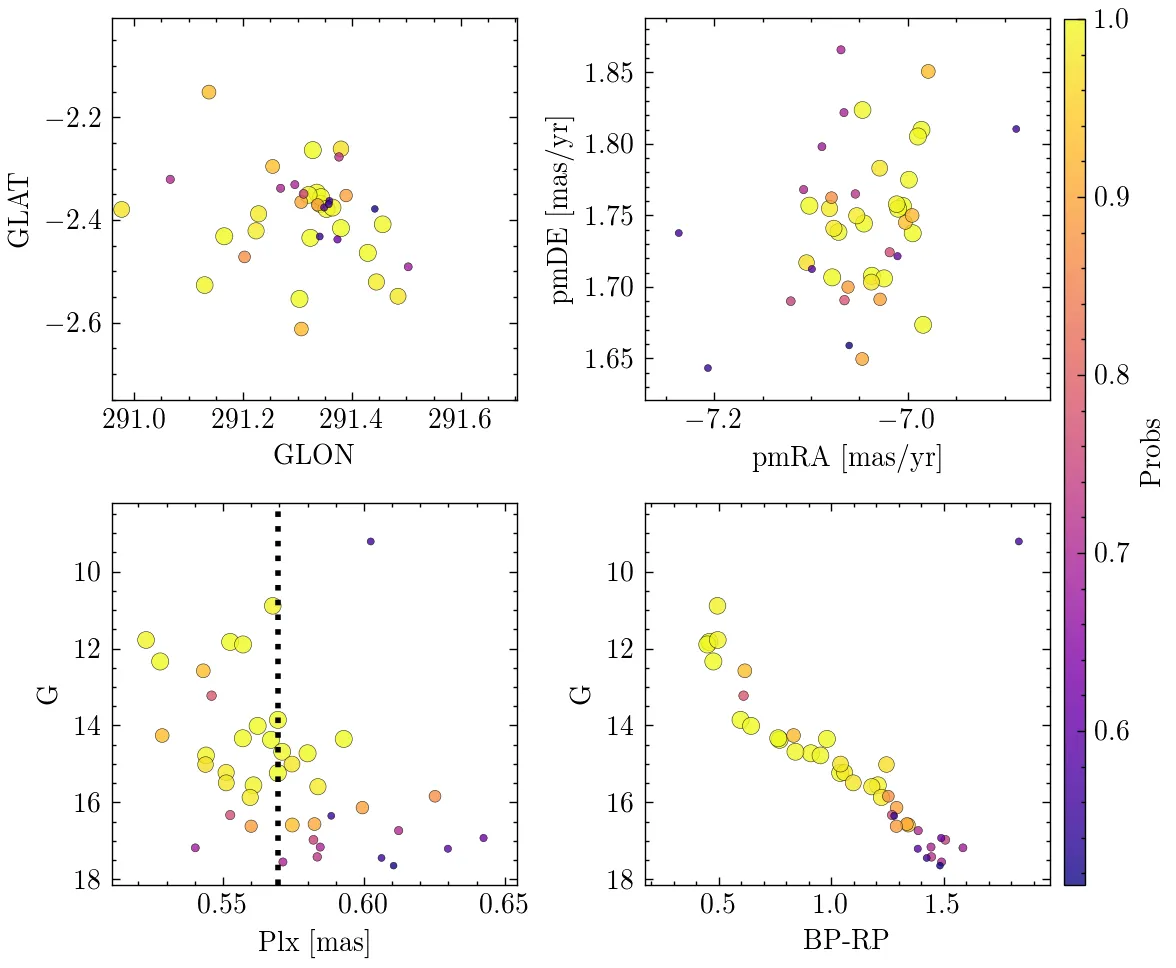 −2.2
−2.4
−2.6
GLAT
291.0 291.2 291.4 291.6
GLON
1.85
1.80
1.75
1.70
1.65
pmDE [mas/yr]
−7.2 −7.0
pmRA [mas/yr]
1.0
0.9
0.8
0.7
0.6
Probs
10
12
14
16
18
G
0.55 0.60 0.65
Plx [mas]
10
12
14
16
18
G
0.5 1.0 1.5
BP-RP